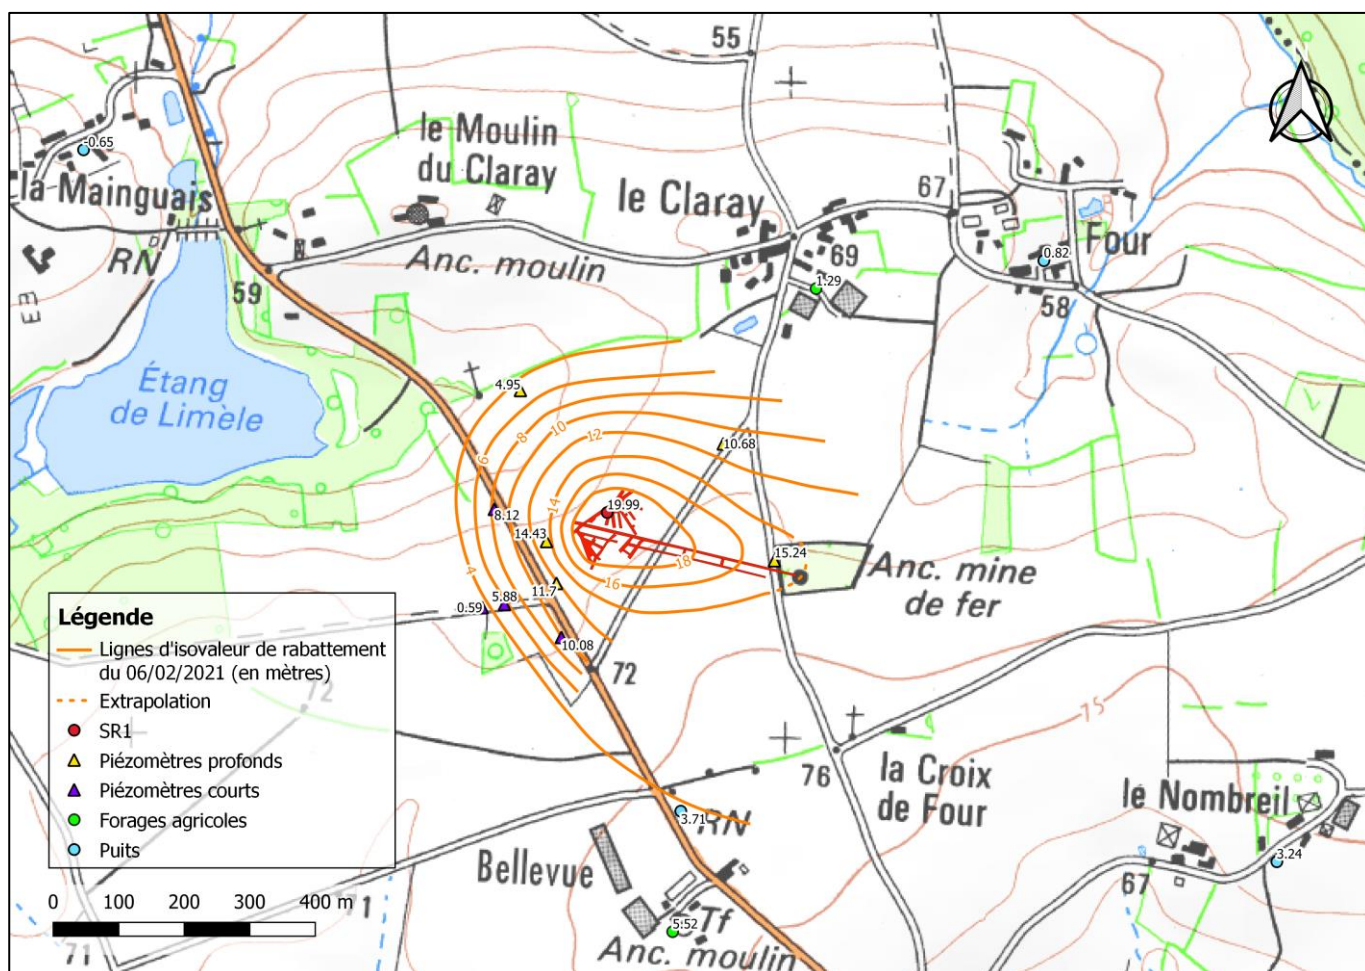 55
-0.65
le Moulin
du Claray
le Claray
67
la Mainguais
Four
0.82
RN
Anc. moulin
69
1.29
59
58
33
Étang
de Limèle
4.95
6
8
10
12
10.68
14
19.99
8.12
14.43
15.24
18
16
4
11.7
5.88
0.59
10.08
Anc. mine
de fer
72
72
75
76
la Croix
de Four
le Nombreil
3.71
RN
Bellevue
67
3.24
5.52
Tf
Anc. moulin
71
71
Légende
Lignes d'isovaleur de rabattement
du 06/02/2021 (en mètres)
Extrapolation
SR1
Piézomètres profonds
Piézomètres courts
Forages agricoles
Puits
0 100 200 300 400 m